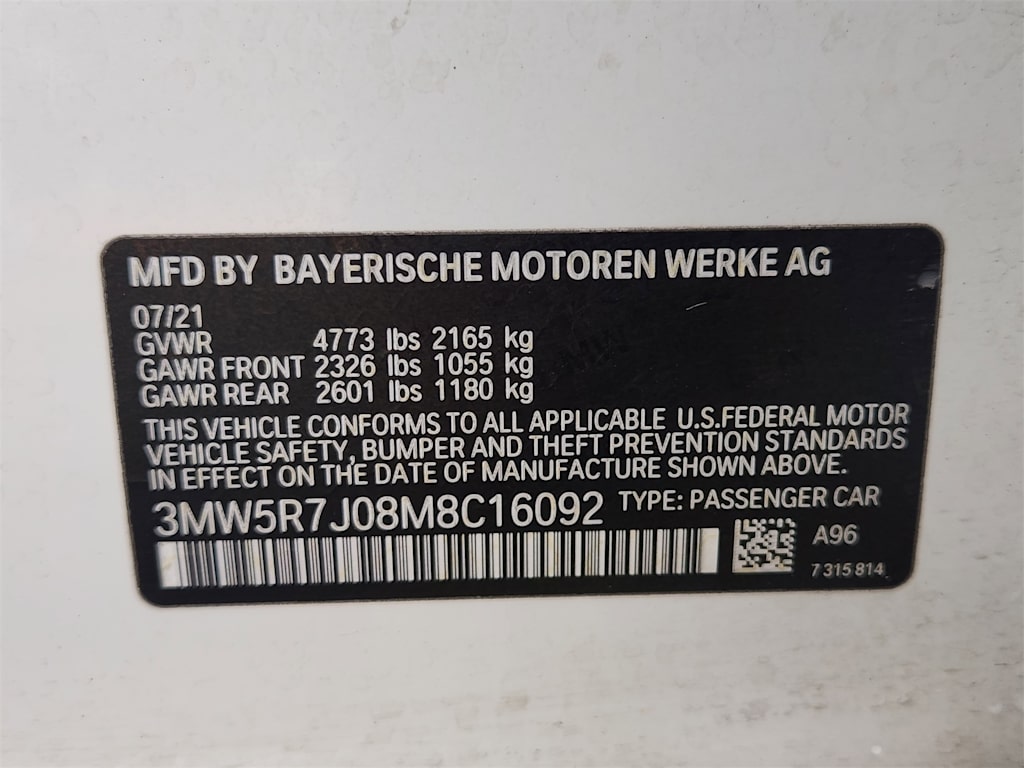 MFD BY BAYERISCHE MOTOREN WERKE AG
07/21
GVWR 4773 lbs 2165 kg
GAWR FRONT 2326 lbs 1055 kg
GAWR REAR 2601 lbs 1180 kg
THIS VEHICLE CONFORMS TO ALL APPLICABLE U.S.FEDERAL MOTOR
VEHICLE SAFETY, BUMPER AND THEFT PREVENTION STANDARDS
IN EFFECT ON THE DATE OF MANUFACTURE SHOWN ABOVE.
3MW5R7J08M8C16092 TYPE: PASSENGER CAR
A96
7 315 814